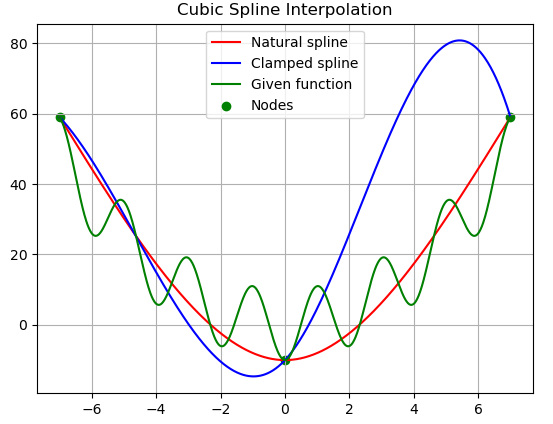 Cubic Spline Interpolation
Natural spline
Clamped spline
Given function
Nodes
80
60
40
20
0
−6 −4 −2 0 2 4 6